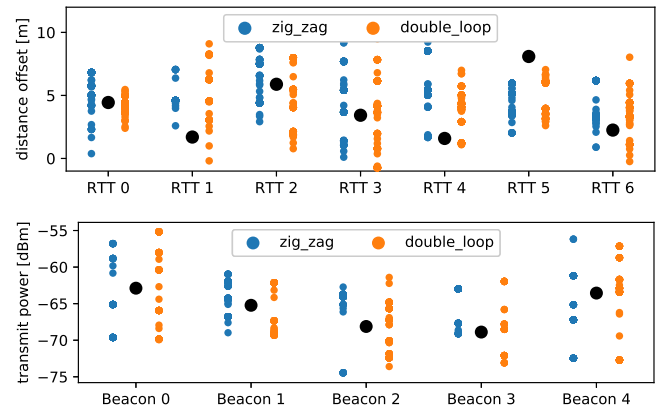 zig_zag double_loop
distance offset [m]
10
5
0
RTT 0 RTT 1 RTT 2 RTT 3 RTT 4 RTT 5 RTT 6
zig_zag double_loop
transmit power [dBm]
−55
−60
−65
−70
−75
Beacon 0 Beacon 1 Beacon 2 Beacon 3 Beacon 4